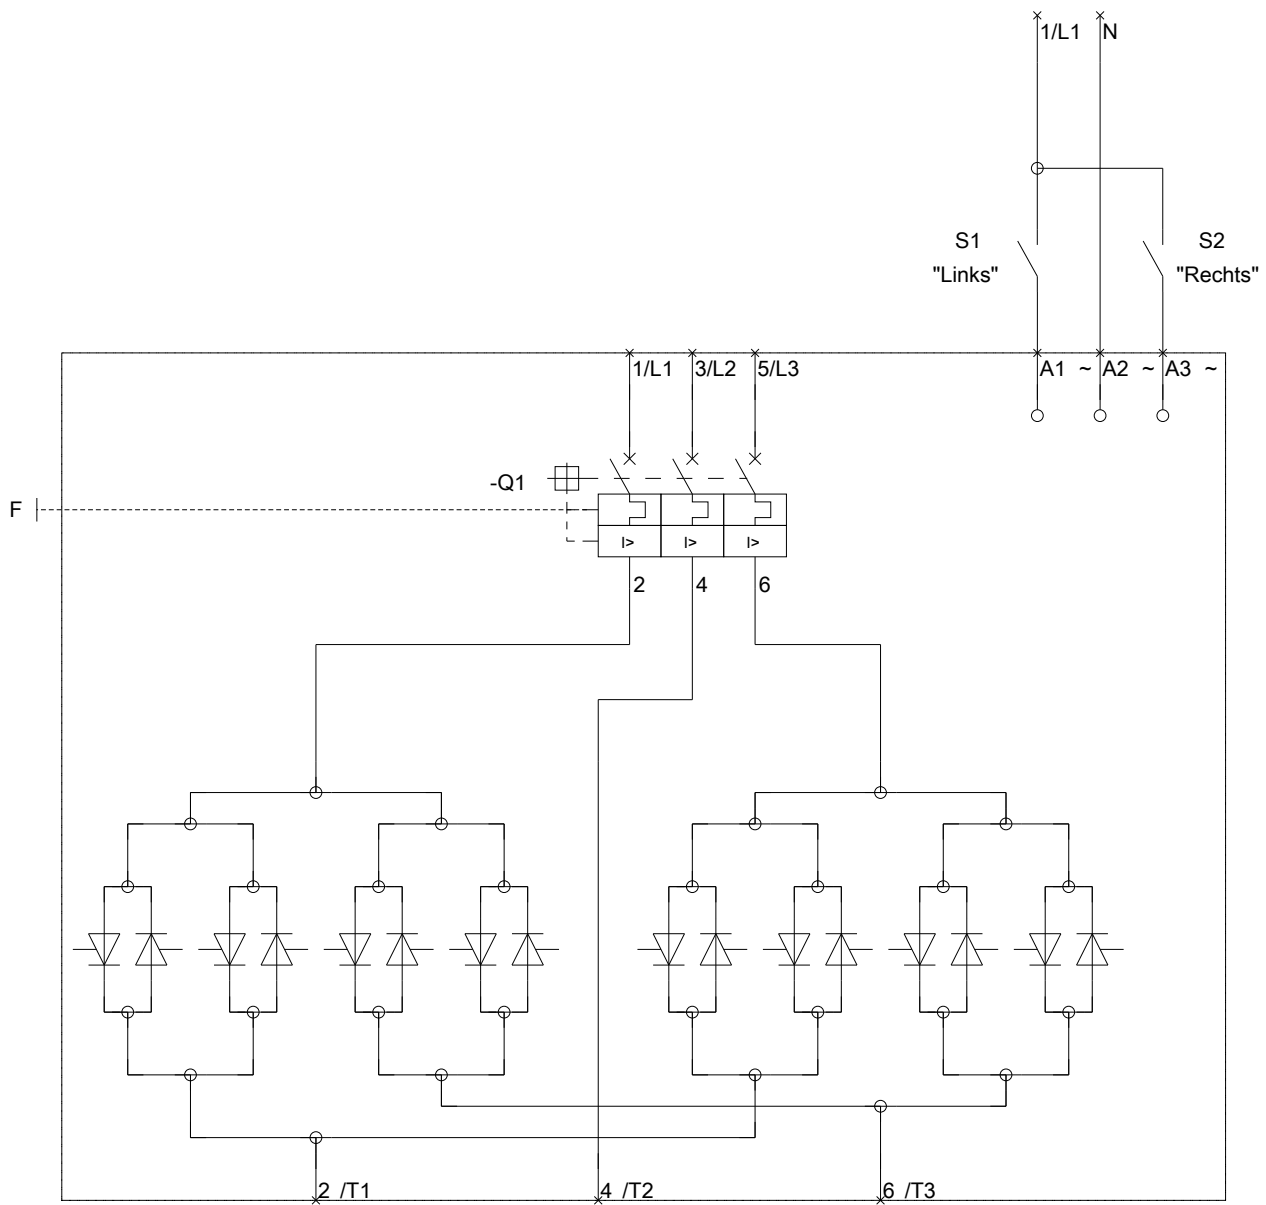 1/L1 N
S1 S2
"Links" "Rechts"
1/L1 3/L2 5/L3 A1 ~ A2 ~ A3 ~
-Q1
F
I> I> I>
2 4 6
2 /T1 4 /T2 6 /T3